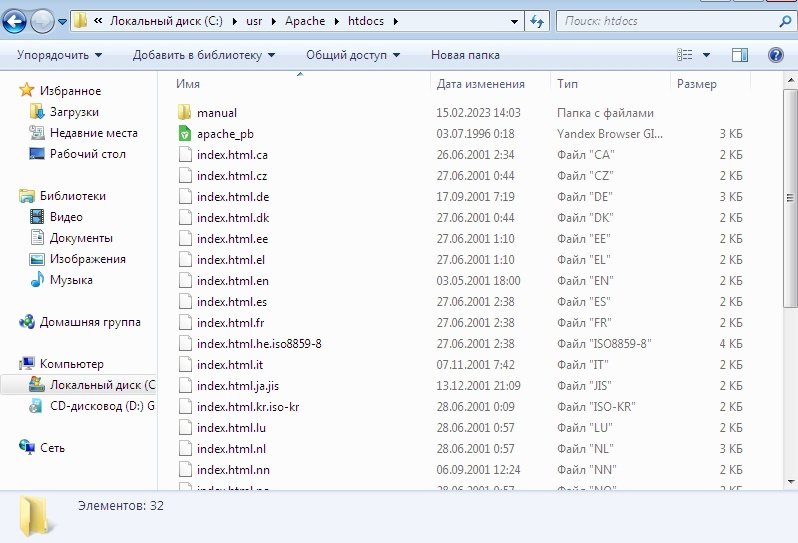 « Локальный диск (C:) ▸ usr ▸ Apache ▸ htdocs ▸ Поиск: htdocs
Упорядочить ▾ Добавить в библиотеку ▾ Общий доступ ▾ Новая папка
Избранное
Загрузки
Недавние места
Рабочий стол
Библиотеки
Видео
Документы
Изображения
Музыка
Домашняя группа
Компьютер
Локальный диск (C
CD-дисковод (D:) G
Сеть
Имя Дата изменения Тип Размер
manual 15.02.2023 14:03 Папка с файлами
apache_pb 03.07.1996 0:18 Yandex Browser GI... 3 КБ
index.html.ca 26.06.2001 2:34 Файл "CA" 2 КБ
index.html.cz 27.06.2001 0:44 Файл "CZ" 2 КБ
index.html.de 17.09.2001 7:19 Файл "DE" 3 КБ
index.html.dk 27.06.2001 0:44 Файл "DK" 2 КБ
index.html.ee 27.06.2001 1:10 Файл "EE" 2 КБ
index.html.el 27.06.2001 1:10 Файл "EL" 2 КБ
index.html.en 03.05.2001 18:00 Файл "EN" 2 КБ
index.html.es 27.06.2001 2:38 Файл "ES" 2 КБ
index.html.fr 27.06.2001 2:38 Файл "FR" 2 КБ
index.html.he.iso8859-8 27.06.2001 2:38 Файл "ISO8859-8" 4 КБ
index.html.it 07.11.2001 7:42 Файл "IT" 2 КБ
index.html.ja.jis 13.12.2001 21:09 Файл "JIS" 2 КБ
index.html.kr.iso-kr 28.06.2001 0:09 Файл "ISO-KR" 2 КБ
index.html.lu 28.06.2001 0:57 Файл "LU" 2 КБ
index.html.nl 28.06.2001 0:57 Файл "NL" 3 КБ
index.html.nn 06.09.2001 12:24 Файл "NN" 2 КБ
Элементов: 32